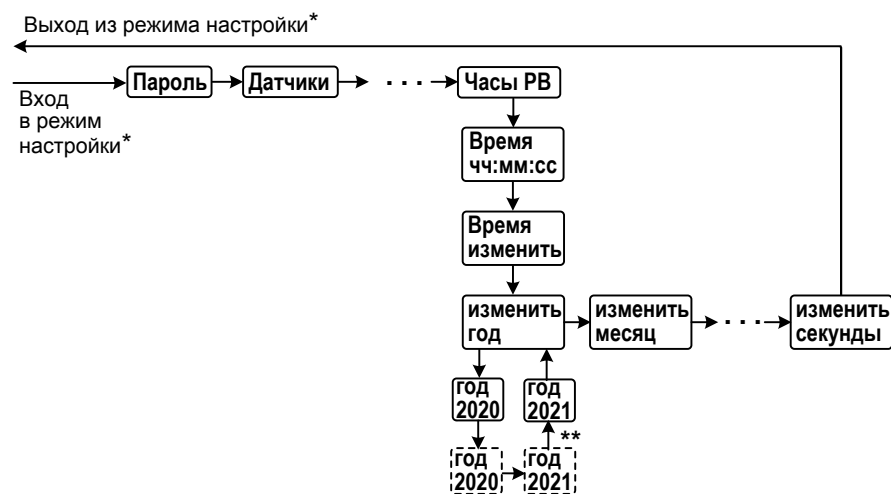 Выход из режима настройки*
Пароль
Датчики
. . .
Часы РВ
Вход
в режим
настройки*
Время
чч:мм:сс
Время
изменить
изменить
год
изменить
месяц
. . .
изменить
секунды
год
2020
год
2021
**
год
2020
год
2021